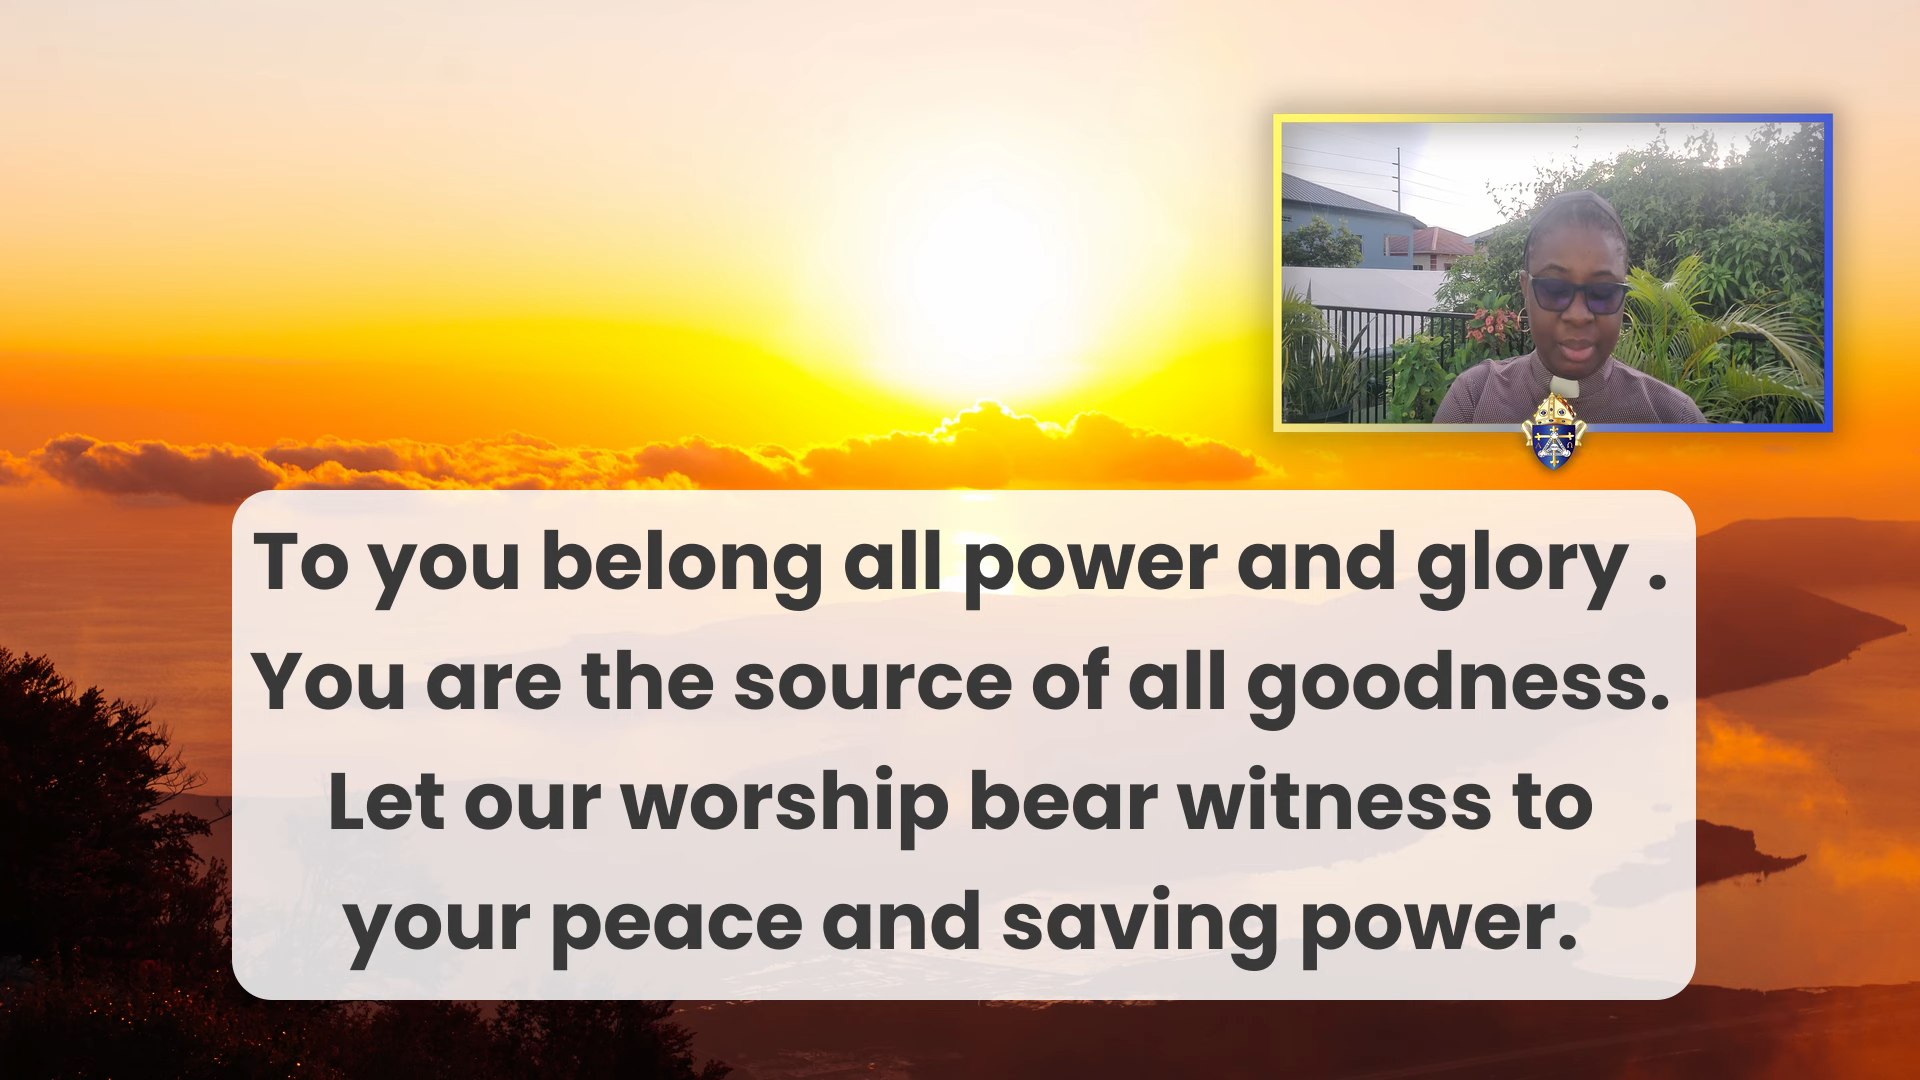 To you belong all power and glory .
You are the source of all goodness.
Let our worship bear witness to
your peace and saving power.